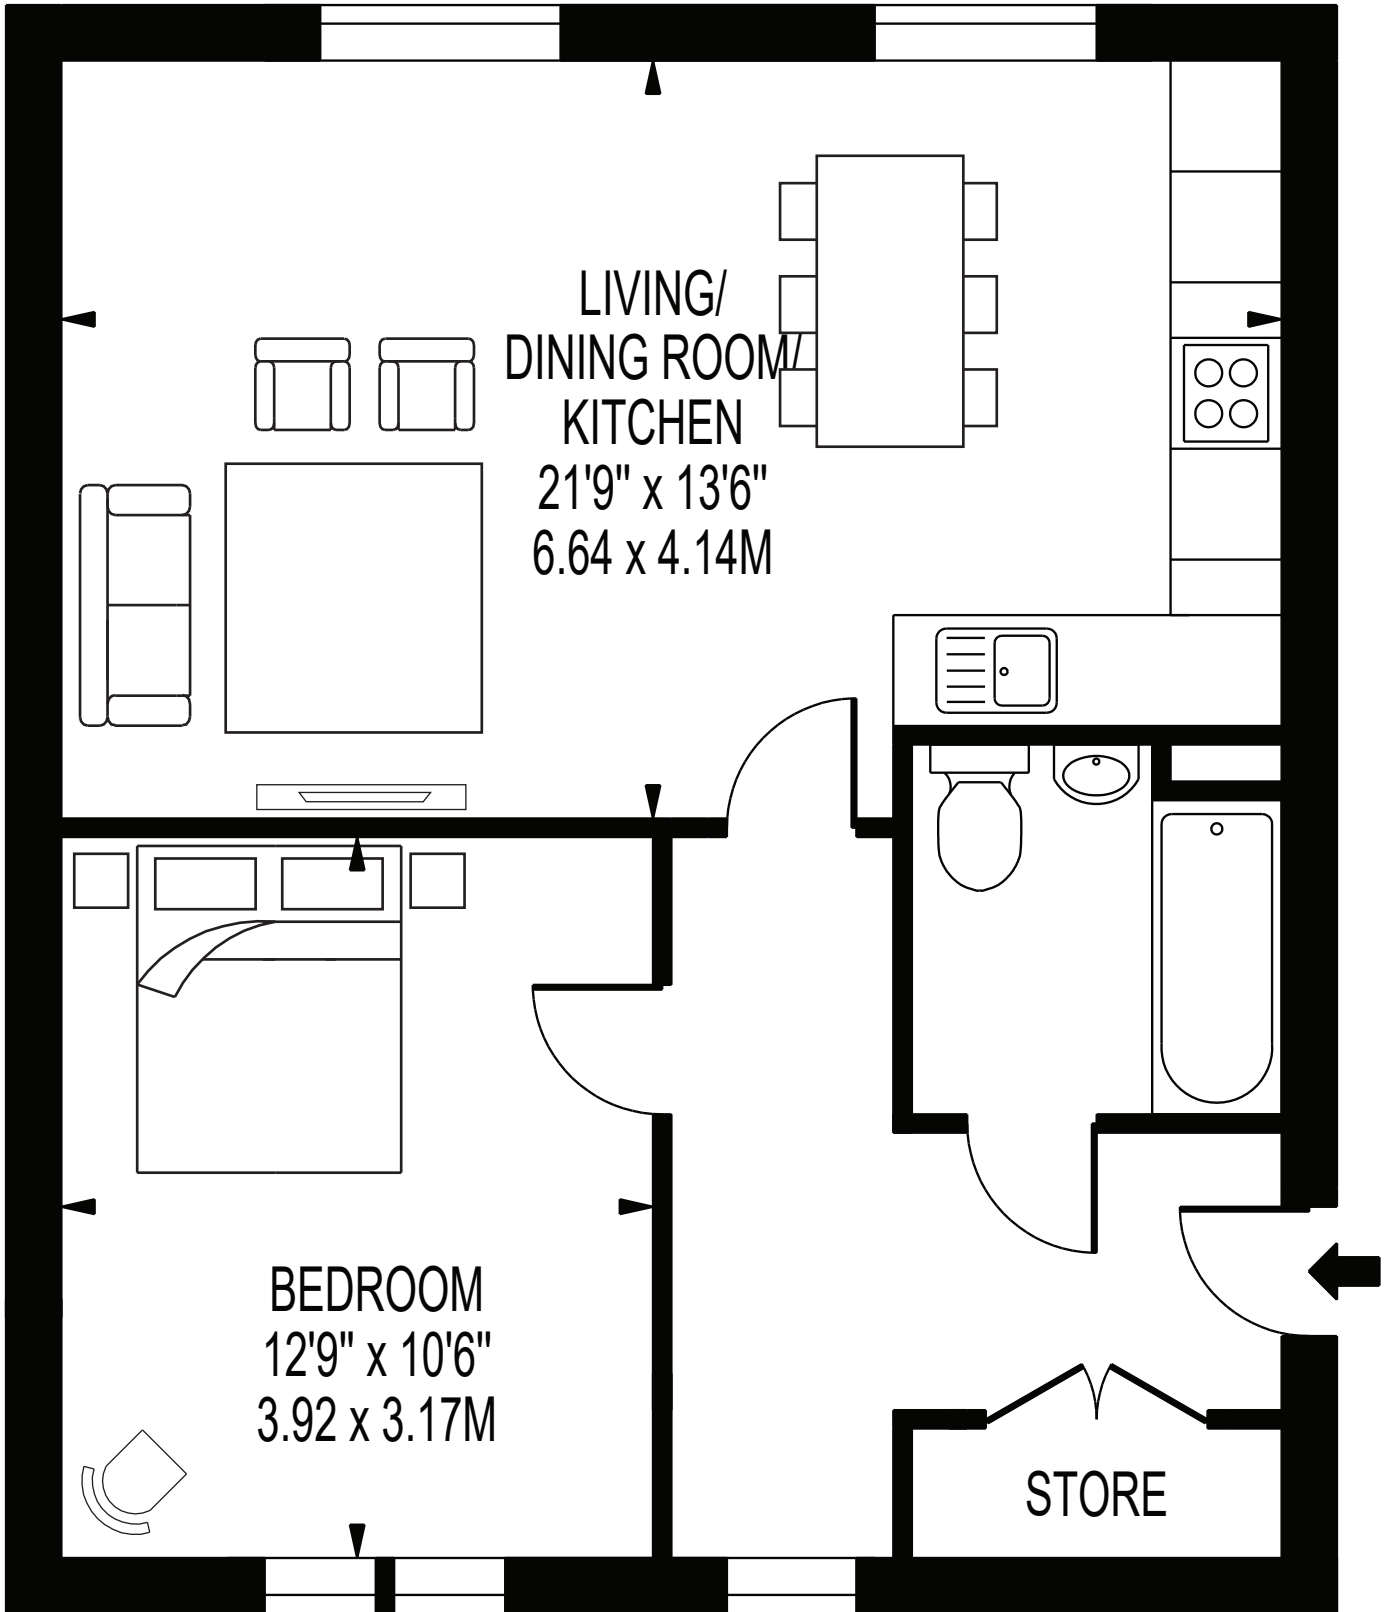 LIVING/
DINING ROOM/
KITCHEN
21'9" x 13'6"
6.64 x 4.14M
BEDROOM
12'9" x 10'6"
3.92 x 3.17M
STORE